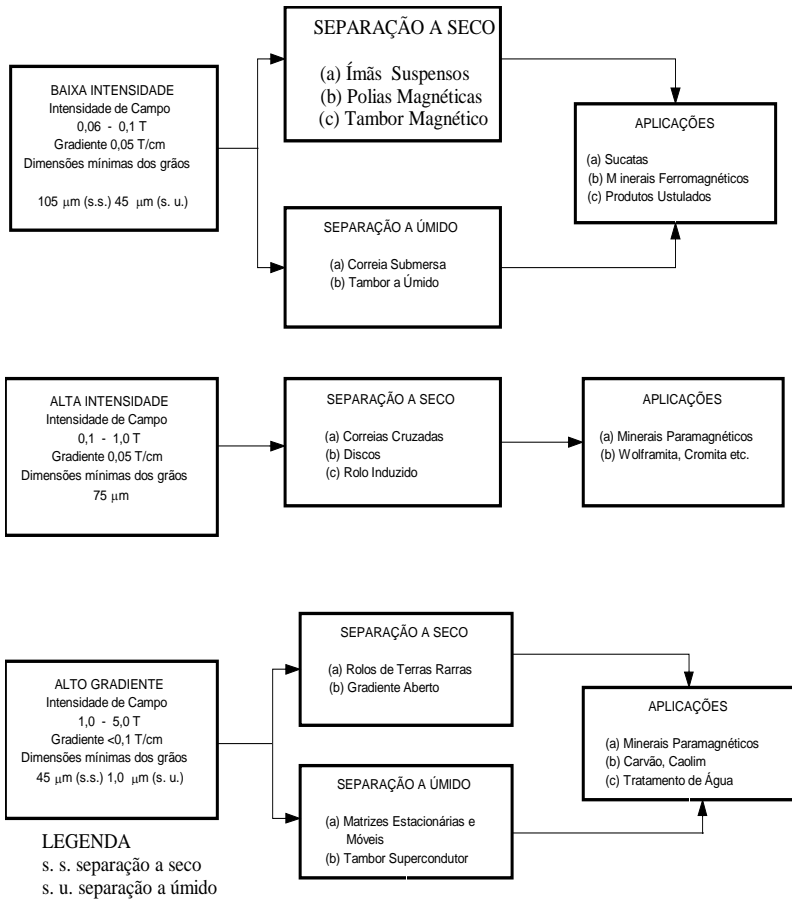 BAIXA INTENSIDADE
Intensidade de Campo
0,06 - 0,1 T
Gradiente 0,05 T/cm
Dimensões mínimas dos grãos
105 µm (s.s.) 45 µm (s. u.)
SEPARAÇÃO A SECO
(a) Ímãs Suspensos
(b) Polias Magnéticas
(c) Tambor Magnético
SEPARAÇÃO A ÚMIDO
(a) Correia Submersa
(b) Tambor a Úmido
APLICAÇÕES
(a) Sucatas
(b) M inerais Ferromagnéticos
(c) Produtos Ustulados
ALTA INTENSIDADE
Intensidade de Campo
0,1 - 1,0 T
Gradiente 0,05 T/cm
Dimensões mínimas dos grãos
75 µm
SEPARAÇÃO A SECO
(a) Correias Cruzadas
(b) Discos
(c) Rolo Induzido
APLICAÇÕES
(a) Minerais Paramagnéticos
(b) Wolframita, Cromita etc.
ALTO GRADIENTE
Intensidade de Campo
1,0 - 5,0 T
Gradiente <0,1 T/cm
Dimensões mínimas dos grãos
45 µm (s.s.) 1,0 µm (s. u.)
SEPARAÇÃO A SECO
(a) Rolos de Terras Rarras
(b) Gradiente Aberto
SEPARAÇÃO A ÚMIDO
(a) Matrizes Estacionárias e
Móveis
(b) Tambor Supercondutor
APLICAÇÕES
(a) Minerais Paramagnéticos
(b) Carvão, Caolim
(c) Tratamento de Água
LEGENDA
s. s. separação a seco
s. u. separação a úmido